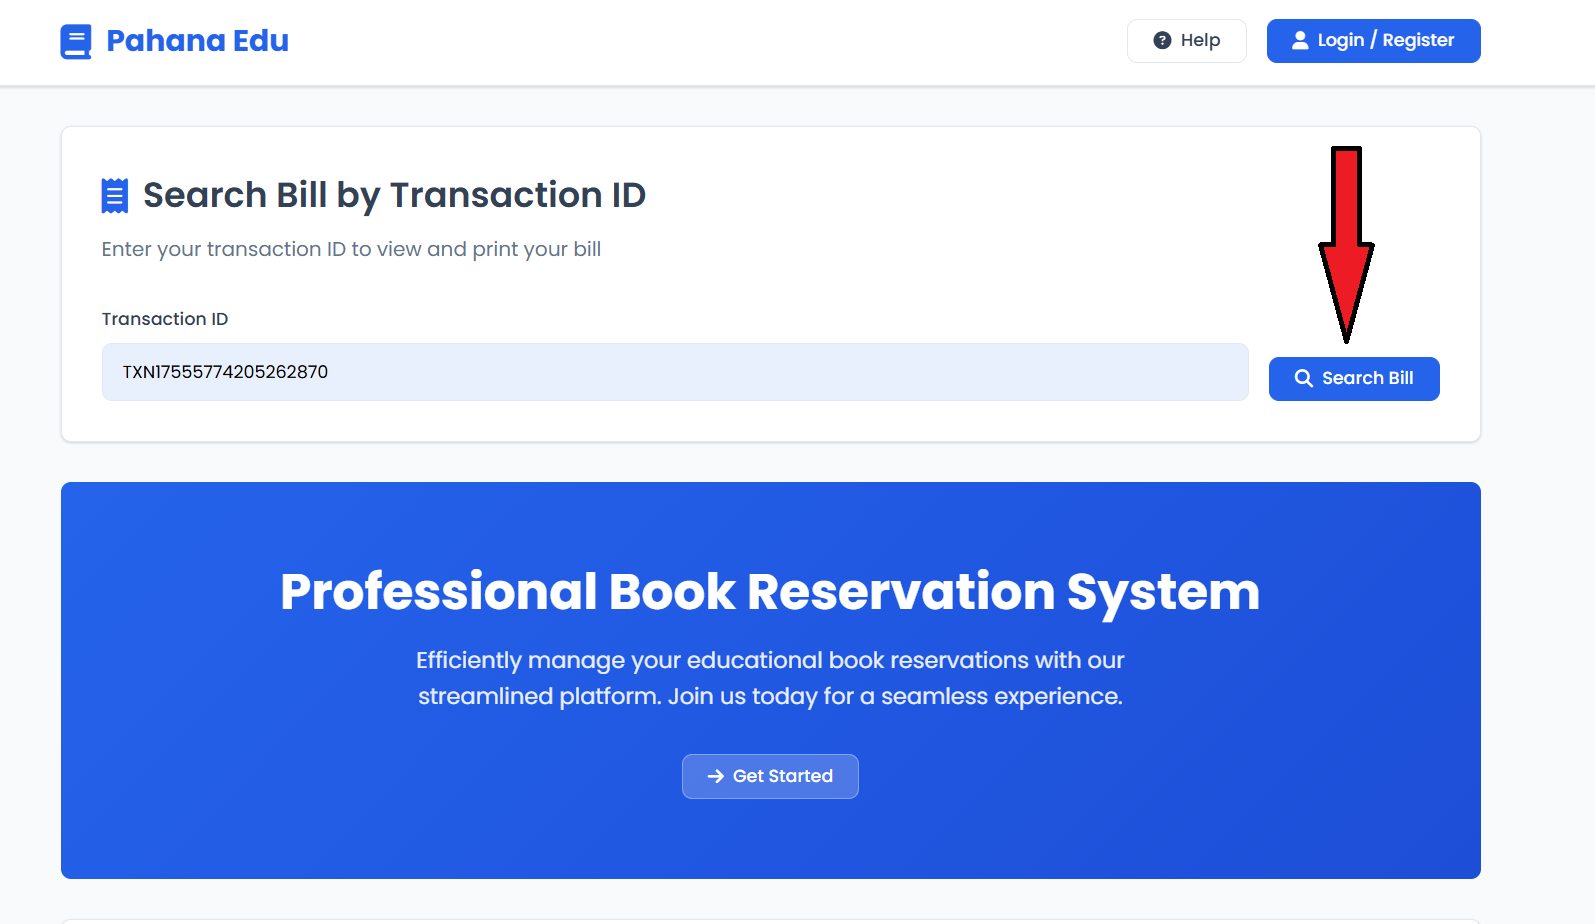 Pahana Edu
Help
Login / Register
Search Bill by Transaction ID
Enter your transaction ID to view and print your bill
Transaction ID
TXN17555774205262870
Search Bill
Professional Book Reservation System
Efficiently manage your educational book reservations with our
streamlined platform. Join us today for a seamless experience.
Get Started